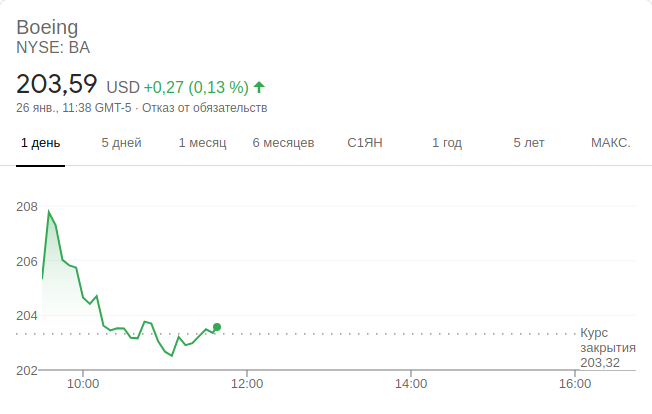 Boeing
NYSE: BA
203,59 USD +0,27 (0,13 %)
26 янв., 11:38 GMT-5 · Отказ от обязательств
1 день 5 дней 1 месяц 6 месяцев С1ЯН 1 год 5 лет МАКС.
208
206
204
202
Курс
закрытия
203,32
10:00 12:00 14:00 16:00